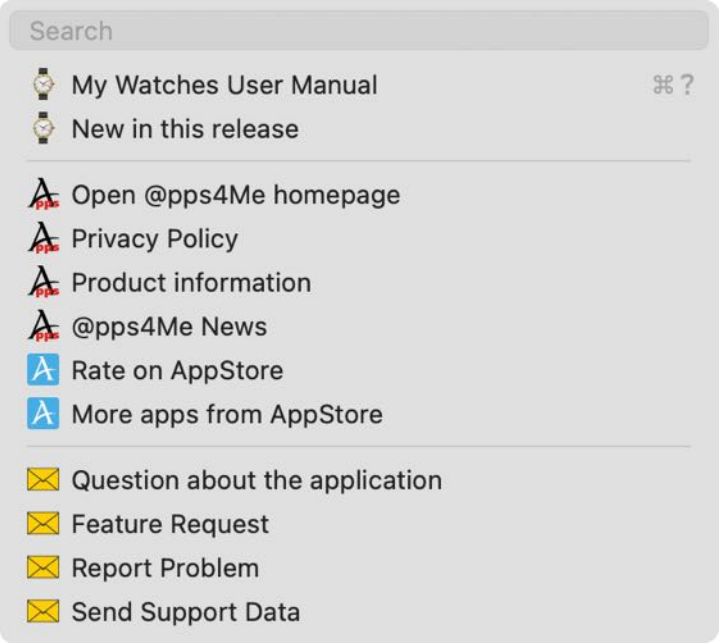 Search
My Watches User Manual ⌘ ?
New in this release
Open @pps4Me homepage
Privacy Policy
Product information
@pps4Me News
Rate on AppStore
More apps from AppStore
Question about the application
Feature Request
Report Problem
Send Support Data